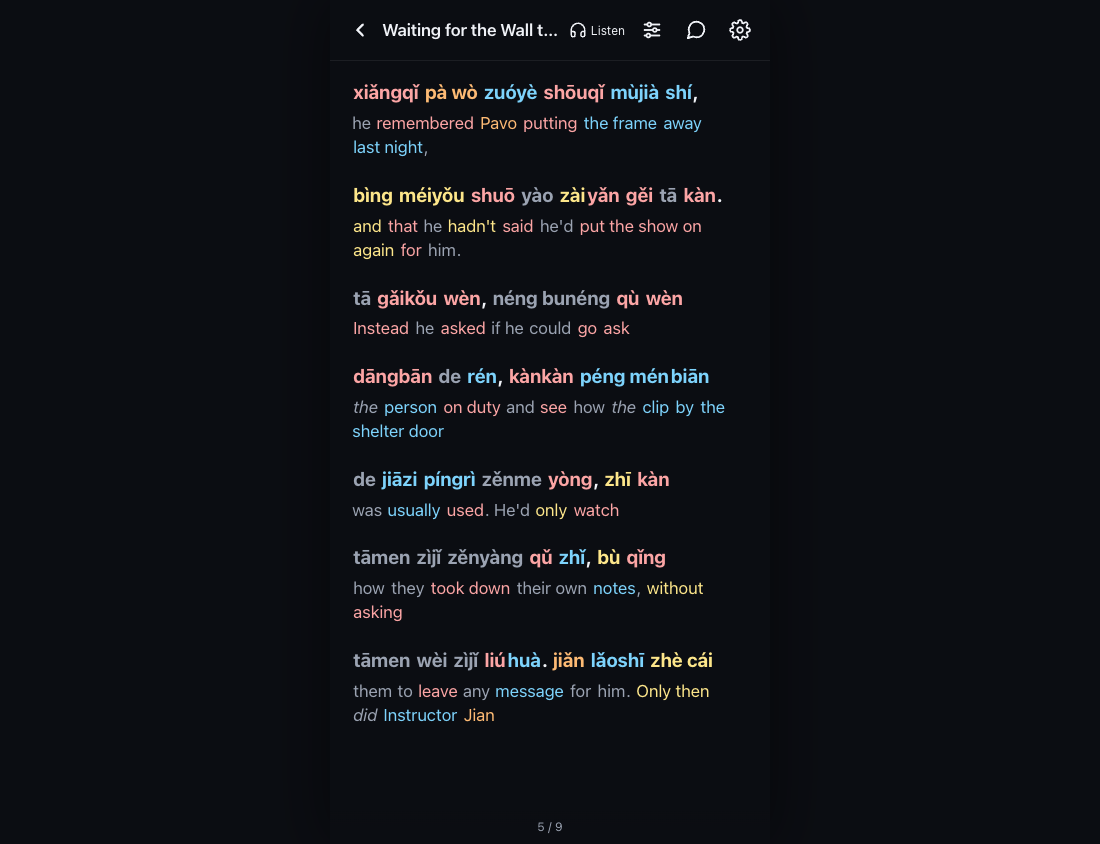 Waiting for the Wall t... Listen
xiǎngqǐ pà wò zuóyè shōuqǐ mùjià shí,
he remembered Pavo putting the frame away
last night,
bìng méiyǒu shuō yào zàiyǎn gěi tā kàn.
and that he hadn't said he'd put the show on
again for him.
tā gǎikǒu wèn, néng bunéng qù wèn
Instead he asked if he could go ask
dāngbān de rén, kànkàn péng ménbiān
the person on duty and see how the clip by the
shelter door
de jiāzi píngrì zěnme yòng, zhī kàn
was usually used. He'd only watch
tāmen zìjǐ zěnyàng qǔ zhǐ, bù qǐng
how they took down their own notes, without
asking
tāmen wèi zìjǐ liúhuà. jiǎn lǎoshī zhè cái
them to leave any message for him. Only then
did Instructor Jian
5 / 9